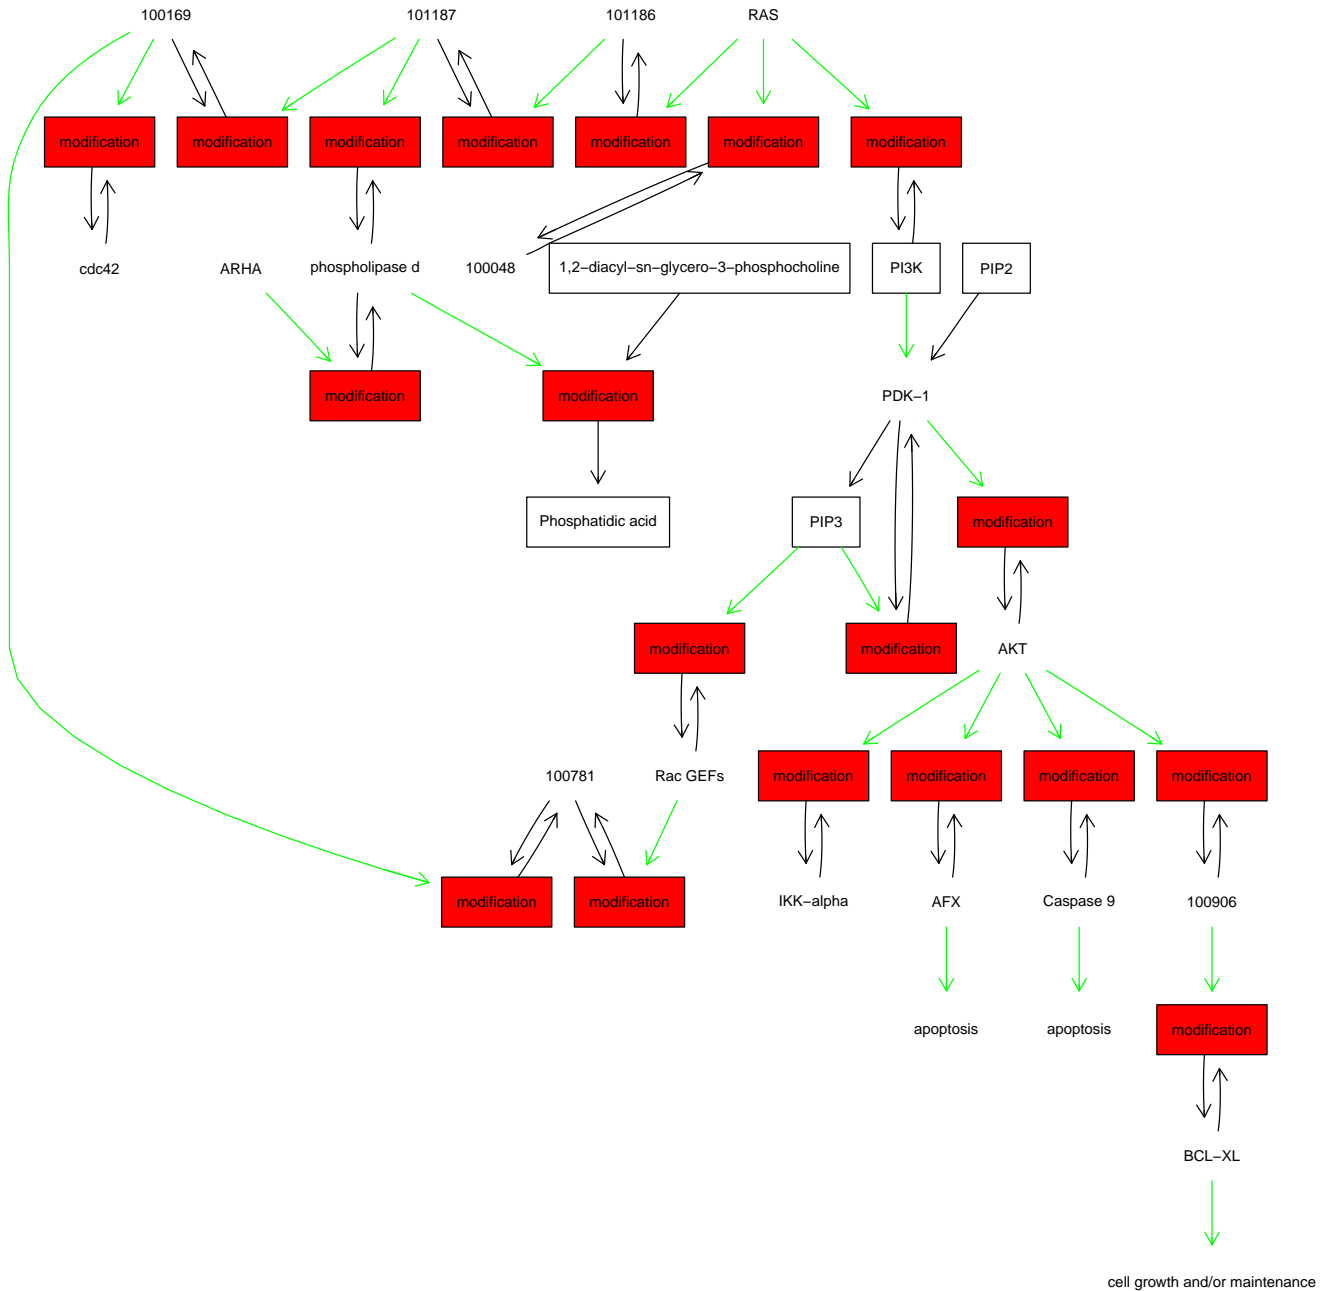 100169
101187
101186
RAS
modification
modification
modification
modification
modification
modification
modification
cdc42
ARHA
phospholipase d
100048
1,2−diacyl−sn−glycero−3−phosphocholine
PI3K
PIP2
modification
modification
PDK−1
Phosphatidic acid
PIP3
modification
modification
modification
AKT
100781
Rac GEFs
modification
modification
modification
modification
modification
modification
IKK−alpha
AFX
Caspase 9
100906
apoptosis
apoptosis
modification
BCL−XL
cell growth and/or maintenance